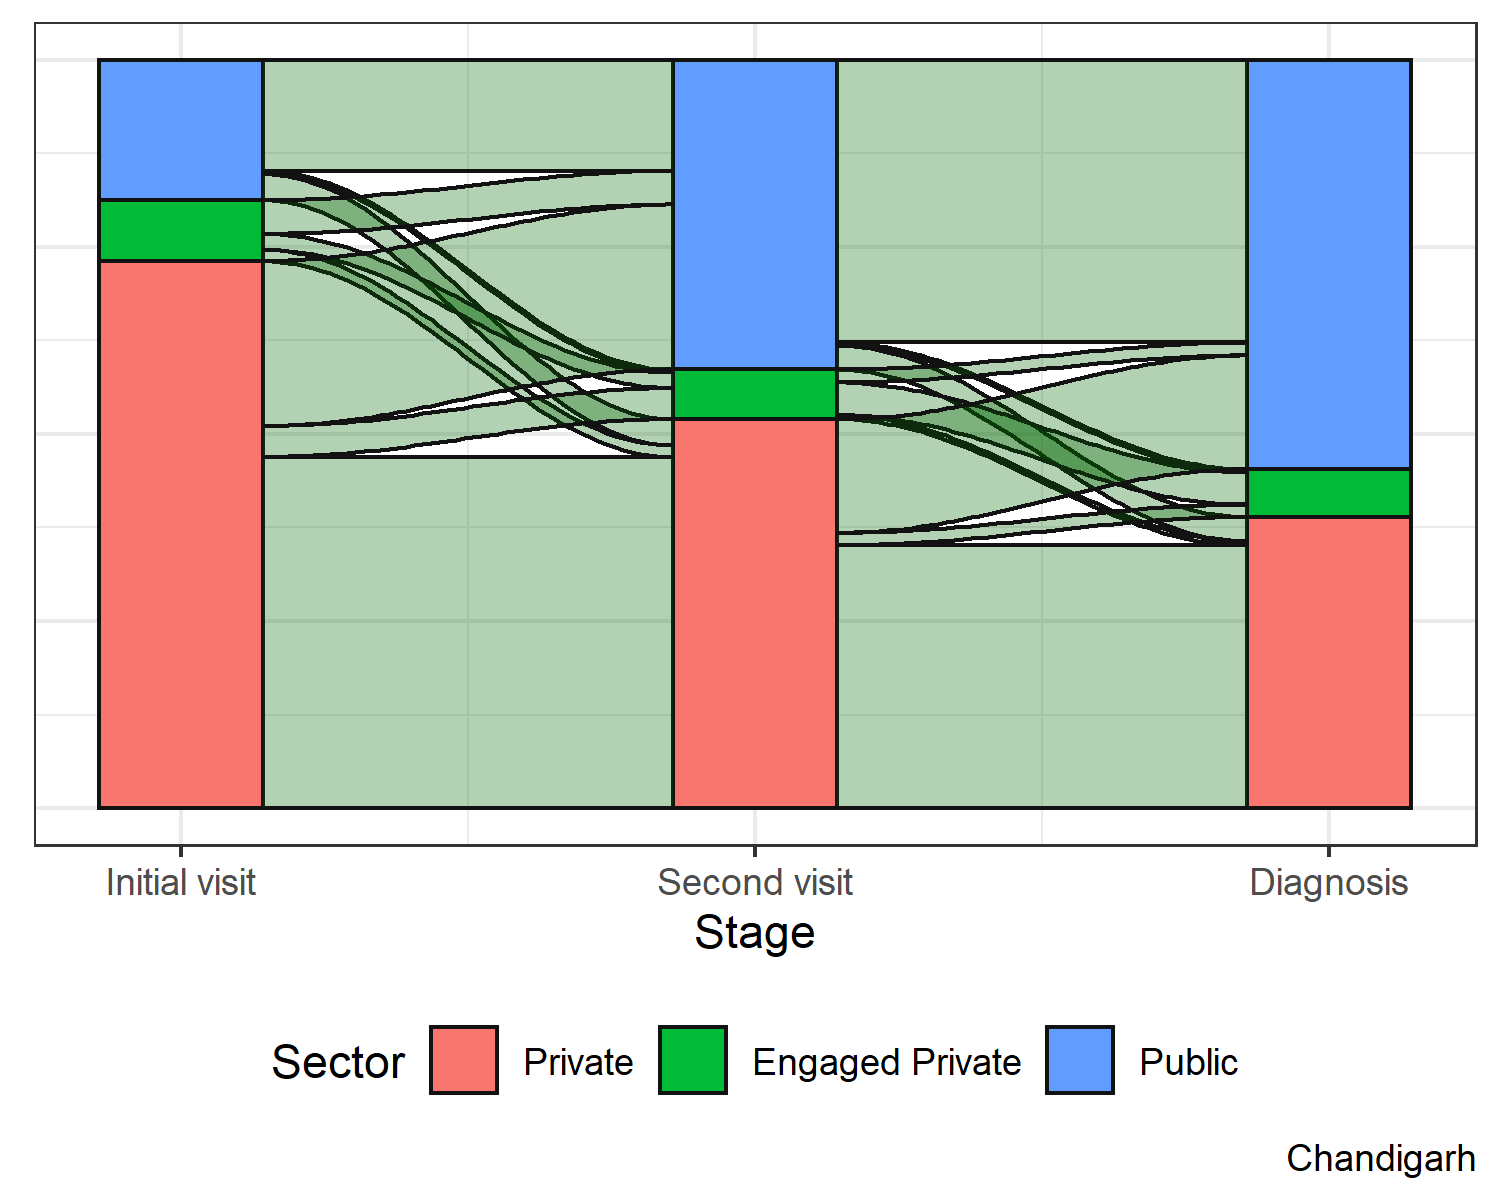 Initial visit Second visit Diagnosis
Stage
Sector Private Engaged Private Public
Chandigarh